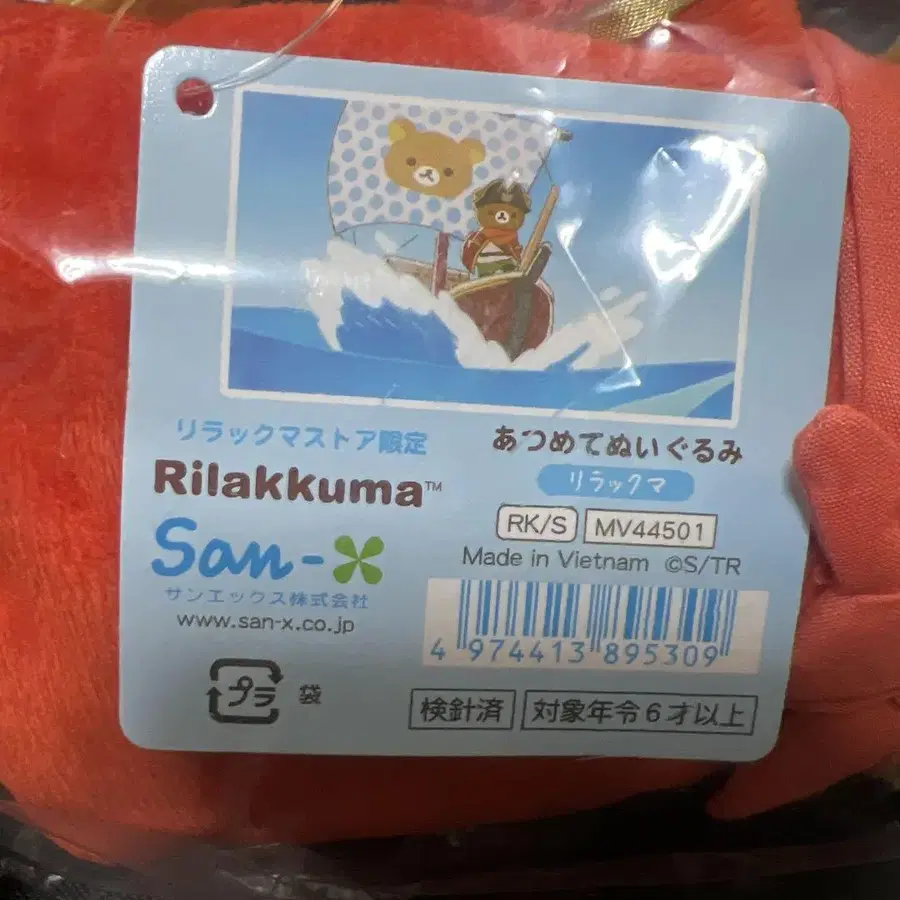 リラックマストア限定
Rilakkuma™
San-X
サンエックス株式会社
www.san-x.co.jp
プラ 袋
あつめてぬいぐるみ
リラックマ
RK/S MV44501
Made in Vietnam ©S/TR
4 974413 895309
検針済 対象年令6才以上